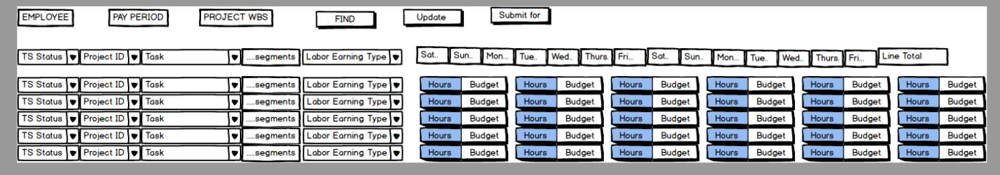 EMPLOYEE PAY PERIOD PROJECT WBS FIND Update Submit for
TS Status Project ID Task .....segments Labor Earning Type Sat.. Sun.. Mon... Tue.. Wed.. Thurs. Fri... Sat.. Sun.. Mon... Tue.. Wed.. Thurs. Fri... Line Total
TS Status Project ID Task .....segments Labor Earning Type Hours Budget Hours Budget Hours Budget Hours Budget Hours Budget Hours Budget
TS Status Project ID Task .....segments Labor Earning Type Hours Budget Hours Budget Hours Budget Hours Budget Hours Budget Hours Budget
TS Status Project ID Task .....segments Labor Earning Type Hours Budget Hours Budget Hours Budget Hours Budget Hours Budget Hours Budget
TS Status Project ID Task .....segments Labor Earning Type Hours Budget Hours Budget Hours Budget Hours Budget Hours Budget Hours Budget
TS Status Project ID Task .....segments Labor Earning Type Hours Budget Hours Budget Hours Budget Hours Budget Hours Budget Hours Budget